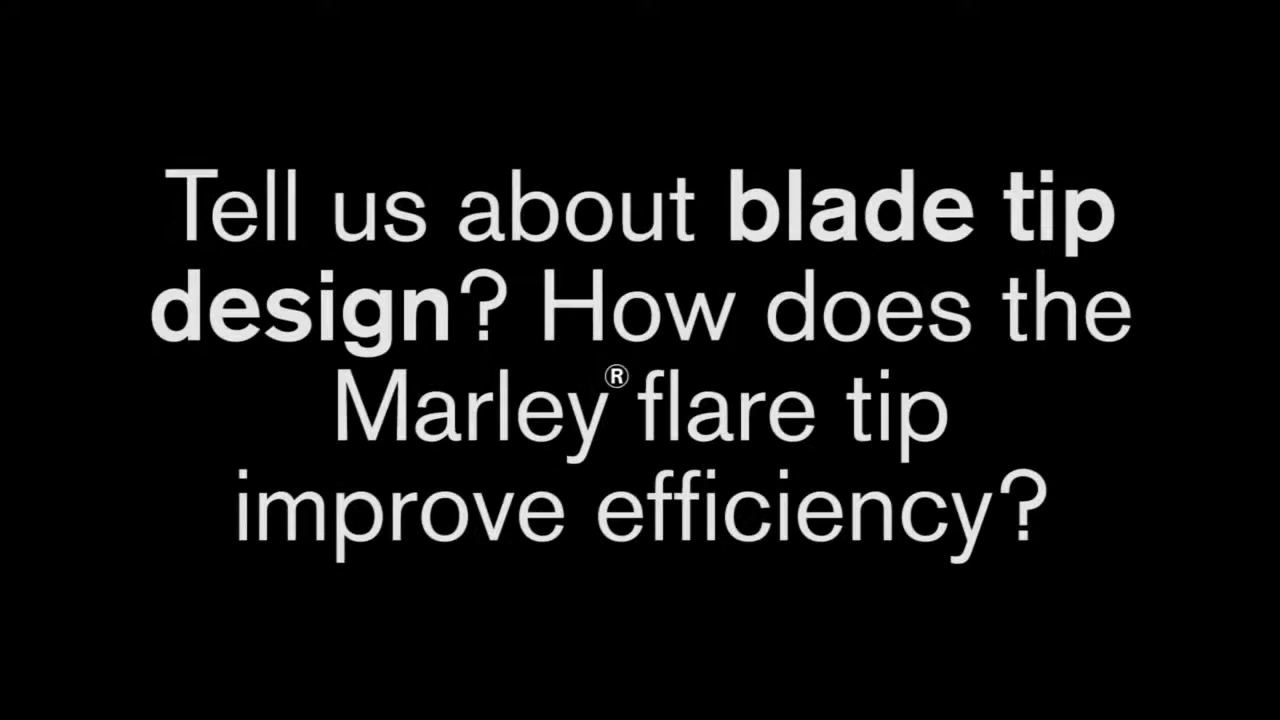 Tell us about blade tip
design? How does the
Marley® flare tip
improve efficiency?